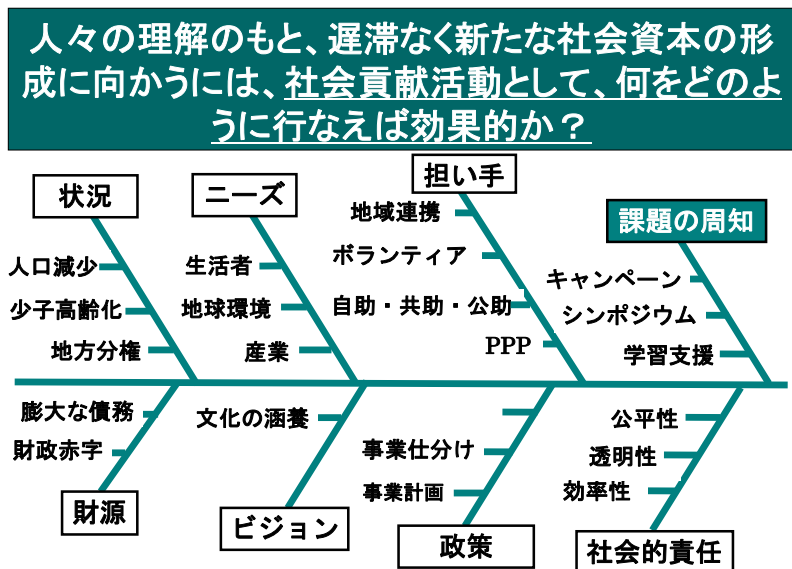 人々の理解のもと、遅滞なく新たな社会資本の形
成に向かうには、社会貢献活動として、何をどのよ
うに行なえば効果的か？
状況
人口減少
少子高齢化
地方分権
ニーズ
生活者
地球環境
産業
担い手
地域連携
ボランティア
自助・共助・公助
PPP
課題の周知
キャンペーン
シンポジウム
学習支援
膨大な債務
財政赤字
財源
文化の涵養
ビジョン
事業仕分け
事業計画
政策
公平性
透明性
効率性
社会的責任